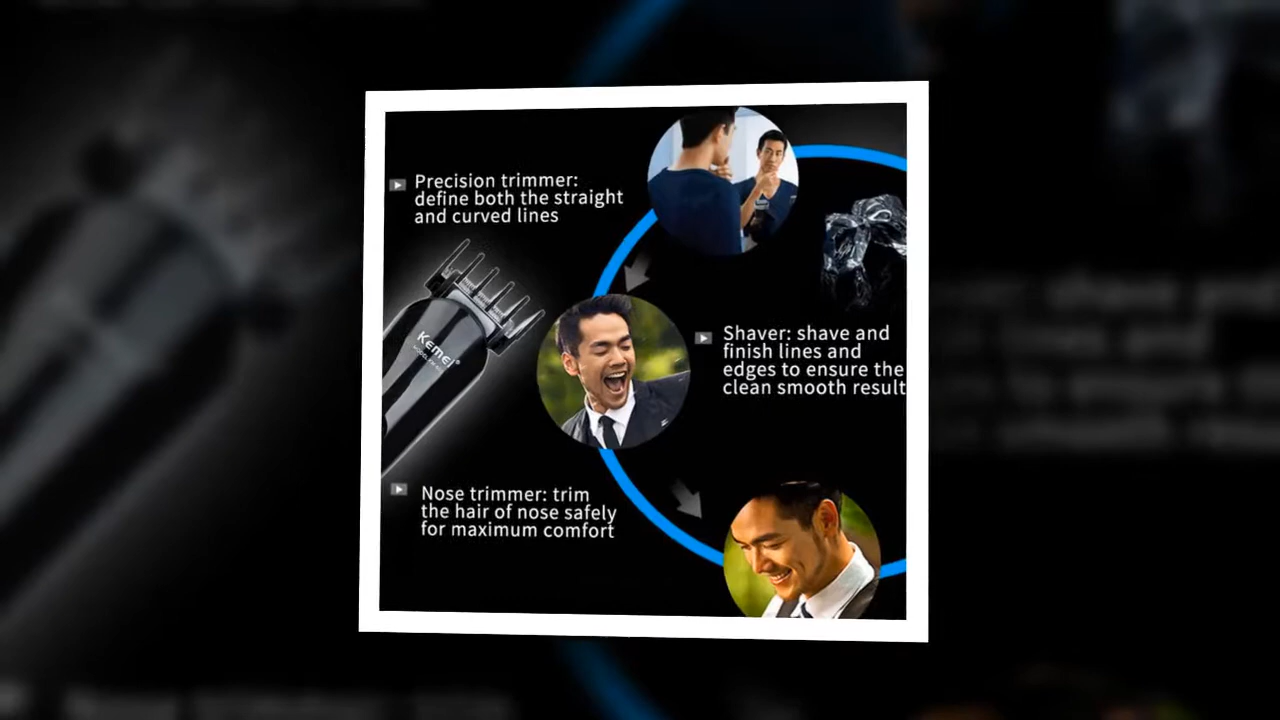 Precision trimmer:
define both the straight
and curved lines
Kemei
Shaver: shave and
finish lines and
edges to ensure the
clean smooth result
Nose trimmer: trim
the hair of nose safely
for maximum comfort